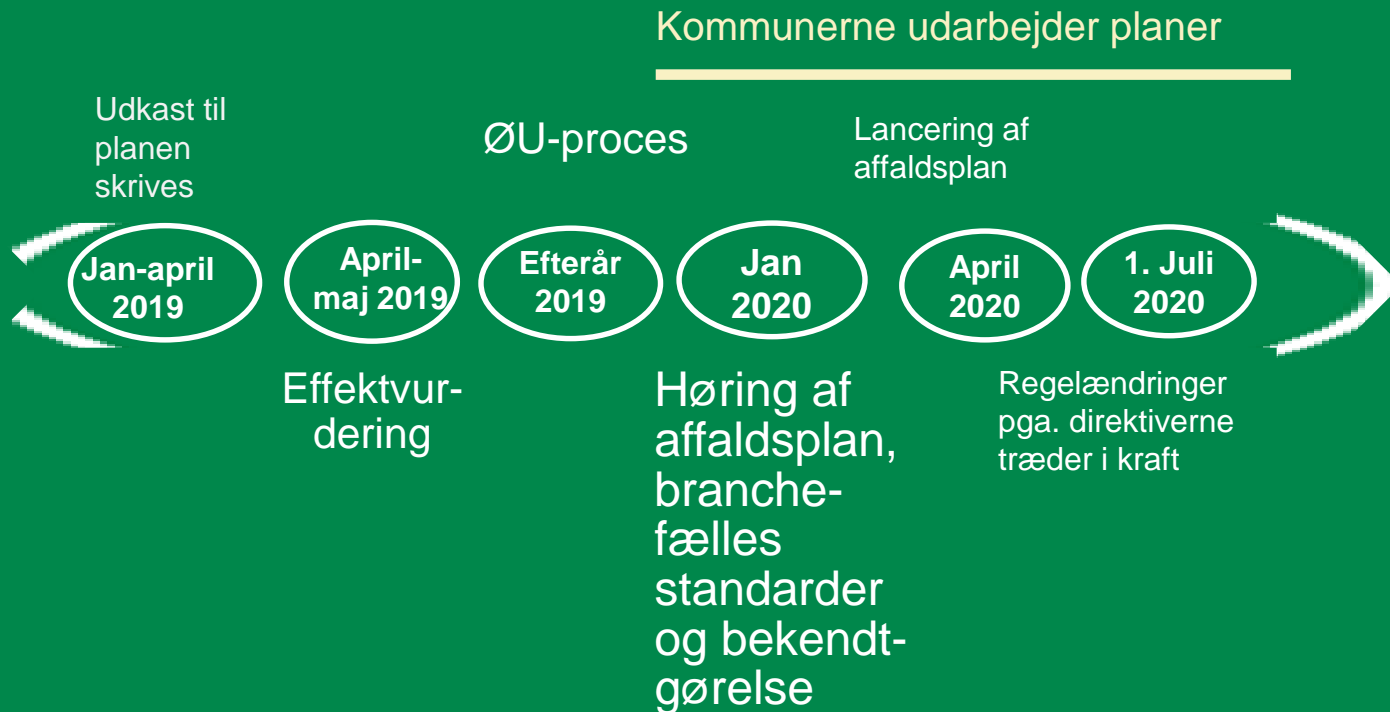 Kommunerne udarbejder planer
Udkast til
planen
skrives
ØU-proces
Lancering af
affaldsplan
Jan-april
2019
April-
maj 2019
Efterår
2019
Jan
2020
April
2020
1. Juli
2020
Effektvur-
dering
Høring af
affaldsplan,
branche-
fælles
standarder
og bekendt-
gørelse
Regelændringer
pga. direktiverne
træder i kraft